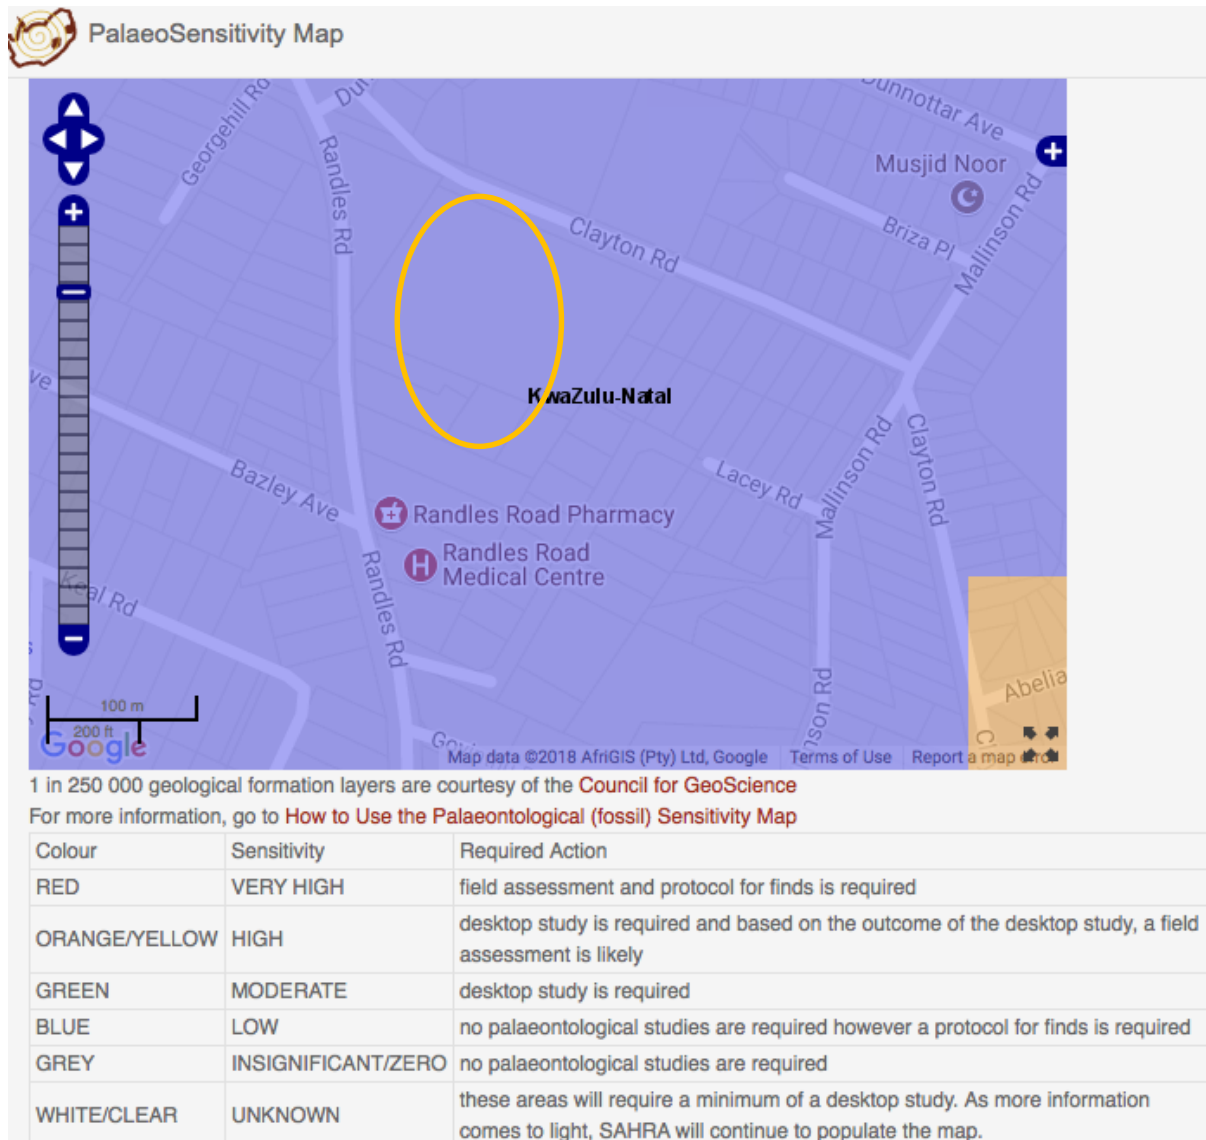 PalaeoSensitivity Map
Georgehill Rd
Dunnottar Ave
Randles Rd
Musjid Noor
Clayton Rd
Briza Pl
Mallinson Rd
KwaZulu-Natal
Bazley Ave
Lacey Rd
Mallinson Rd
Clayton Rd
Randles Road Pharmacy
Randles Road
Medical Centre
Keal Rd
Randles Rd
Abelia
100 m
200 ft
Google
Map data ©2018 AfriGIS (Pty) Ltd, Google Terms of Use Report a map error
1 in 250 000 geological formation layers are courtesy of the Council for GeoScience
For more information, go to How to Use the Palaeontological (fossil) Sensitivity Map
Colour Sensitivity Required Action
RED VERY HIGH field assessment and protocol for finds is required
ORANGE/YELLOW HIGH desktop study is required and based on the outcome of the desktop study, a field
assessment is likely
GREEN MODERATE desktop study is required
BLUE LOW no palaeontological studies are required however a protocol for finds is required
GREY INSIGNIFICANT/ZERO no palaeontological studies are required
WHITE/CLEAR UNKNOWN these areas will require a minimum of a desktop study. As more information
comes to light, SAHRA will continue to populate the map.